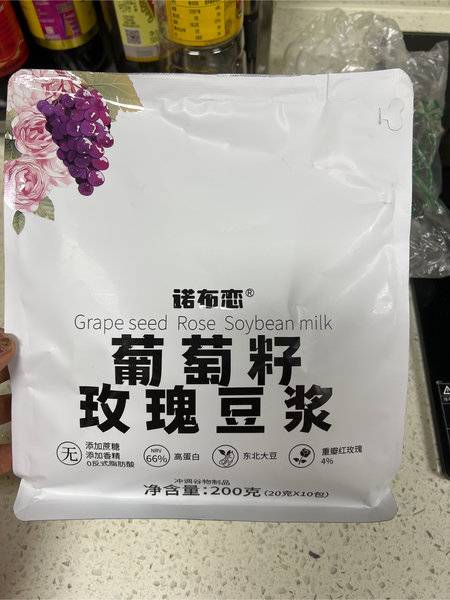 诺布恋®
Grape seed Rose Soybean milk
葡萄籽
玫瑰豆浆
无
添加蔗糖
添加香精
0反式脂肪酸
NRV
66%
高蛋白
东北大豆
重瓣红玫瑰
4%
冲调谷物制品
净含量:200克(20克X10包)